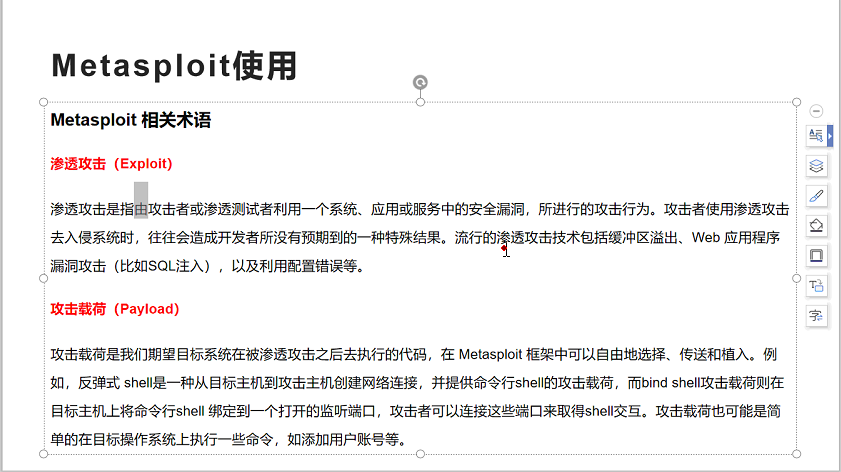 Metasploit使用
Metasploit 相关术语
渗透攻击（Exploit）
渗透攻击是指由攻击者或渗透测试者利用一个系统、应用或服务中的安全漏洞，所进行的攻击行为。攻击者使用渗透攻击
去入侵系统时，往往会造成开发者所没有预期到的一种特殊结果。流行的渗透攻击技术包括缓冲区溢出、Web 应用程序
漏洞攻击（比如SQL注入），以及利用配置错误等。
攻击载荷（Payload）
攻击载荷是我们期望目标系统在被渗透攻击之后去执行的代码，在 Metasploit 框架中可以自由地选择、传送和植入。例
如，反弹式 shell是一种从目标主机到攻击主机创建网络连接，并提供命令行shell的攻击载荷，而bind shell攻击载荷则在
目标主机上将命令行shell 绑定到一个打开的监听端口，攻击者可以连接这些端口来取得shell交互。攻击载荷也可能是简
单的在目标操作系统上执行一些命令，如添加用户账号等。